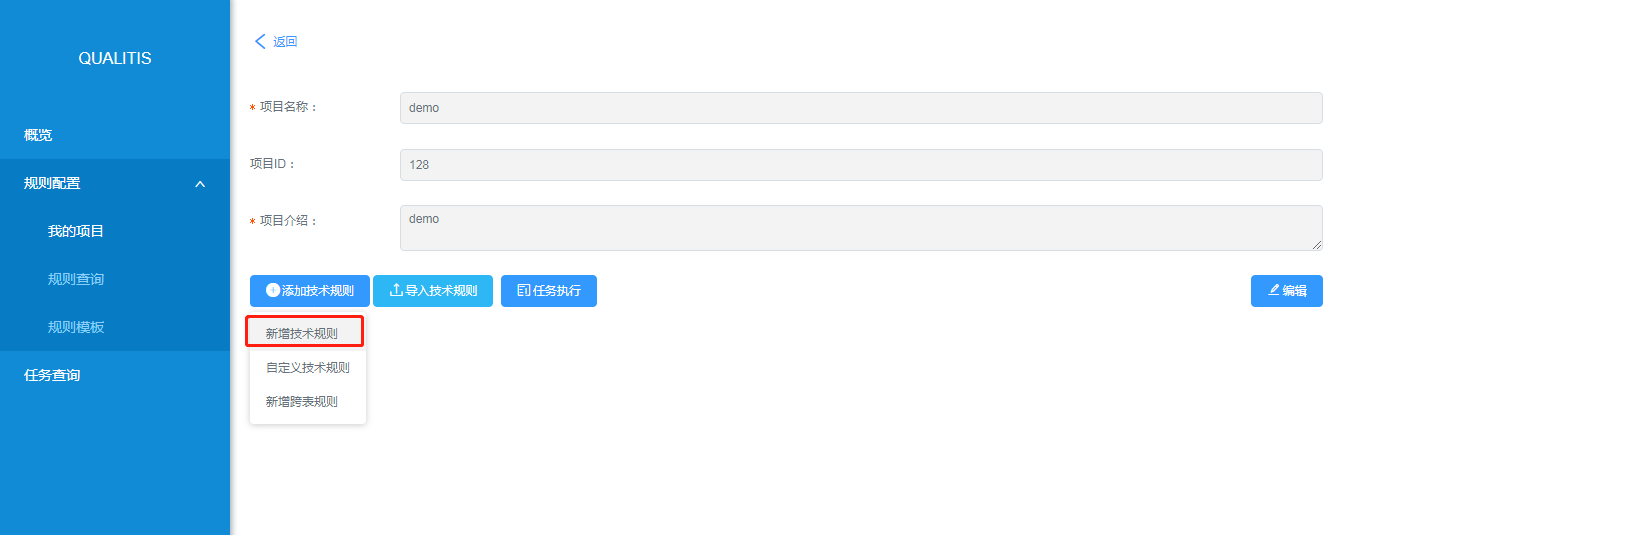 QUALITIS
概览
规则配置
我的项目
规则查询
规则模板
任务查询
返回
* 项目名称：
demo
项目ID：
128
* 项目介绍：
demo
添加技术规则
导入技术规则
任务执行
编辑
新增技术规则
自定义技术规则
新增跨表规则